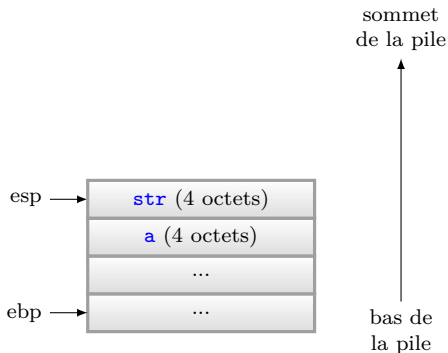 sommet
de la pile
esp
str (4 octets)
a (4 octets)
...
ebp
...
bas de
la pile